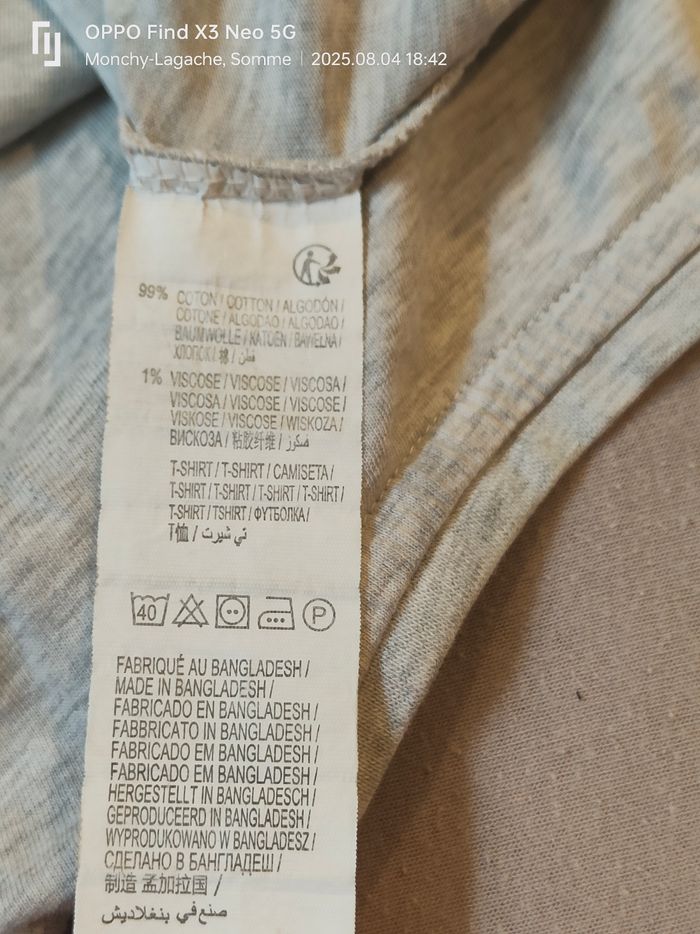 OPPO Find X3 Neo 5G
Monchy-Lagache, Somme | 2025.08.04 18:42
99% COTON / COTTON / ALGODÓN /
COTONE / ALGODAO / ALGODAO /
BAUMWOLLE / KATOEN / BAWEŁNA /
ХЛОПОК / 棉 / قطن
1% VISCOSE / VISCOSE / VISCOSA /
VISCOSA / VISCOSE / VISCOSE /
VISKOSE / VISCOSE / WISKOZA /
ВИСКОЗА / 粘胶纤维 / فسكوز
T-SHIRT / T-SHIRT / CAMISETA /
T-SHIRT / T-SHIRT / T-SHIRT / T-SHIRT /
T-SHIRT / TSHIRT / ФУТБОЛКА /
T恤 / تي شيرت
40 P
FABRIQUÉ AU BANGLADESH /
MADE IN BANGLADESH /
FABRICADO EN BANGLADESH /
FABBRICATO IN BANGLADESH /
FABRICADO EM BANGLADESH /
FABRICADO EM BANGLADESH /
HERGESTELLT IN BANGLADESCH /
GEPRODUCEERD IN BANGLADESH /
WYPRODUKOWANO W BANGLADESZ /
СДЕЛАНО В БАНГЛАДЕШ /
制造 孟加拉国 /
صنع في بنغلاديش